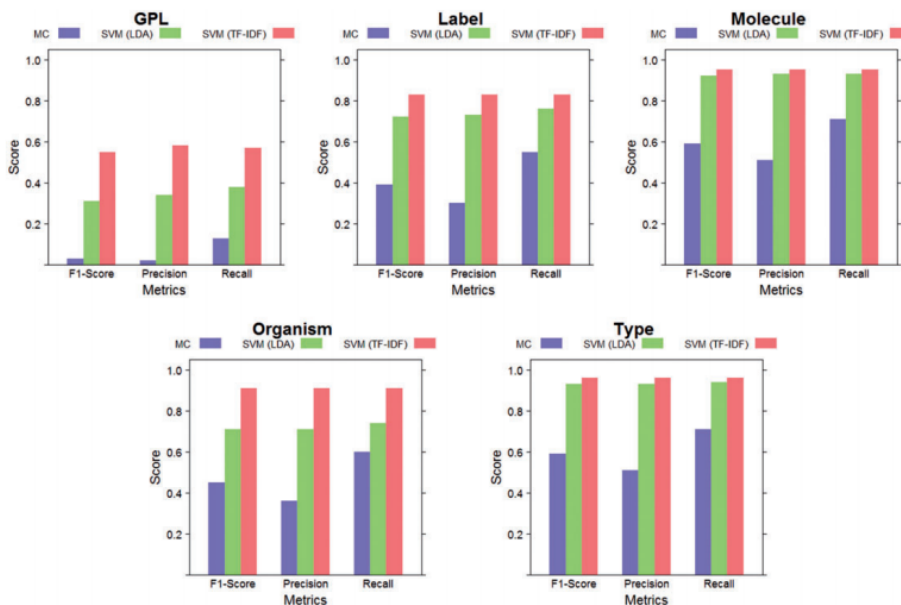 GPL
MC SVM (LDA) SVM (TF-IDF)
1.0
0.8
0.6
0.4
0.2
Score
F1-Score Precision Recall
Metrics
Label
MC SVM (LDA) SVM (TF-IDF)
1.0
0.8
0.6
0.4
0.2
Score
F1-Score Precision Recall
Metrics
Molecule
MC SVM (LDA) SVM (TF-IDF)
1.0
0.8
0.6
0.4
0.2
Score
F1-Score Precision Recall
Metrics
Organism
MC SVM (LDA) SVM (TF-IDF)
1.0
0.8
0.6
0.4
0.2
Score
F1-Score Precision Recall
Metrics
Type
MC SVM (LDA) SVM (TF-IDF)
1.0
0.8
0.6
0.4
0.2
Score
F1-Score Precision Recall
Metrics